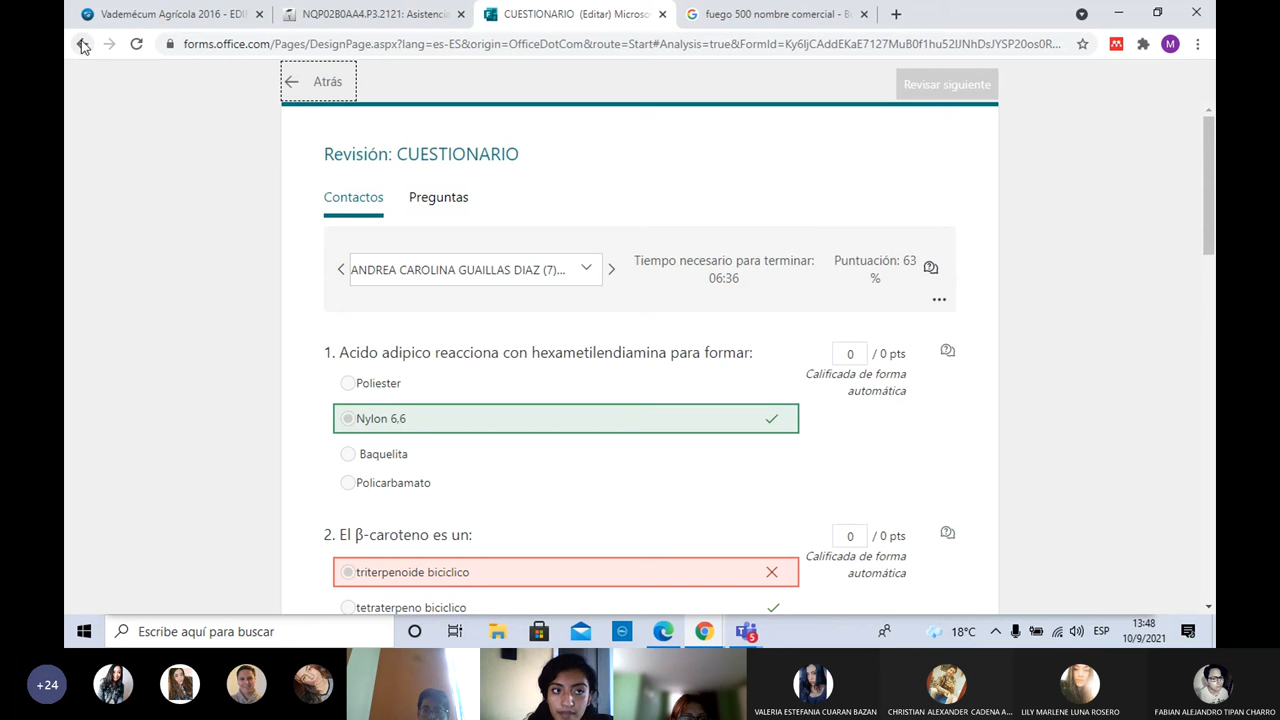 Vademécum Agrícola 2016 - EDI
NQP02B0AA4.P3.2121: Asistenci
CUESTIONARIO (Editar) Microso
fuego 500 nombre comercial - B
forms.office.com/Pages/DesignPage.aspx?lang=es-ES&origin=OfficeDotCom&route=Start#Analysis=true&FormId=
M
Atrás
Revisar siguiente
Revisión: CUESTIONARIO
Contactos
Preguntas
ANDREA CAROLINA GUAILLAS DIAZ (7)...
Tiempo necesario para terminar:
06:36
Puntuación: 63
%
1. Acido adipico reacciona con hexametilendiamina para formar:
0 / 0 pts
Calificada de forma
automática
Poliester
Nylon 6,6
Baquelita
Policarbamato
2. El β-caroteno es un:
0 / 0 pts
Calificada de forma
automática
triterpenoide biciclico
tetraterpeno biciclico
Escribe aquí para buscar
18°C
ESP
13:48
10/9/2021
+24
VALERIA ESTEFANIA CUARAN BAZAN
CHRISTIAN ALEXANDER CADENA A...
LILY MARLENE LUNA ROSERO
FABIAN ALEJANDRO TIPAN CHARRO